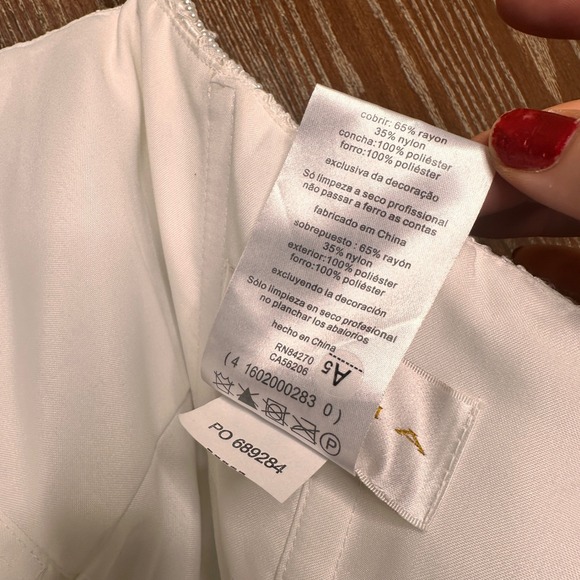 cobrir: 65% rayon
35% nylon
concha:100% poliéster
forro:100% poliéster
exclusiva da decoração
Só limpeza a seco profissional
não passar a ferro as contas
fabricado em China
sobrepuesto : 65% rayón
35% nylon
exterior:100% poliéster
forro:100% poliéster
excluyendo la decoración
Sólo limpieza en seco profesional
no planchar los abalorios
hecho en China
RN84270
CA56206
A5
( 4 1602000283 0 )
P
PO 689284